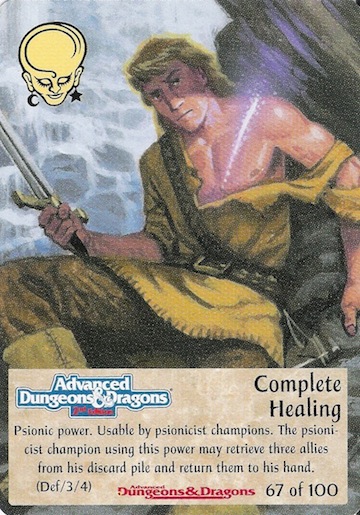 Advanced
Dungeons & Dragons
2nd Edition
Complete
Healing
Psionic power. Usable by psionicist champions. The psioni-
cist champion using this power may retrieve three allies
from his discard pile and return them to his hand.
(Def/3/4)
Advanced
Dungeons & Dragons
67 of 100